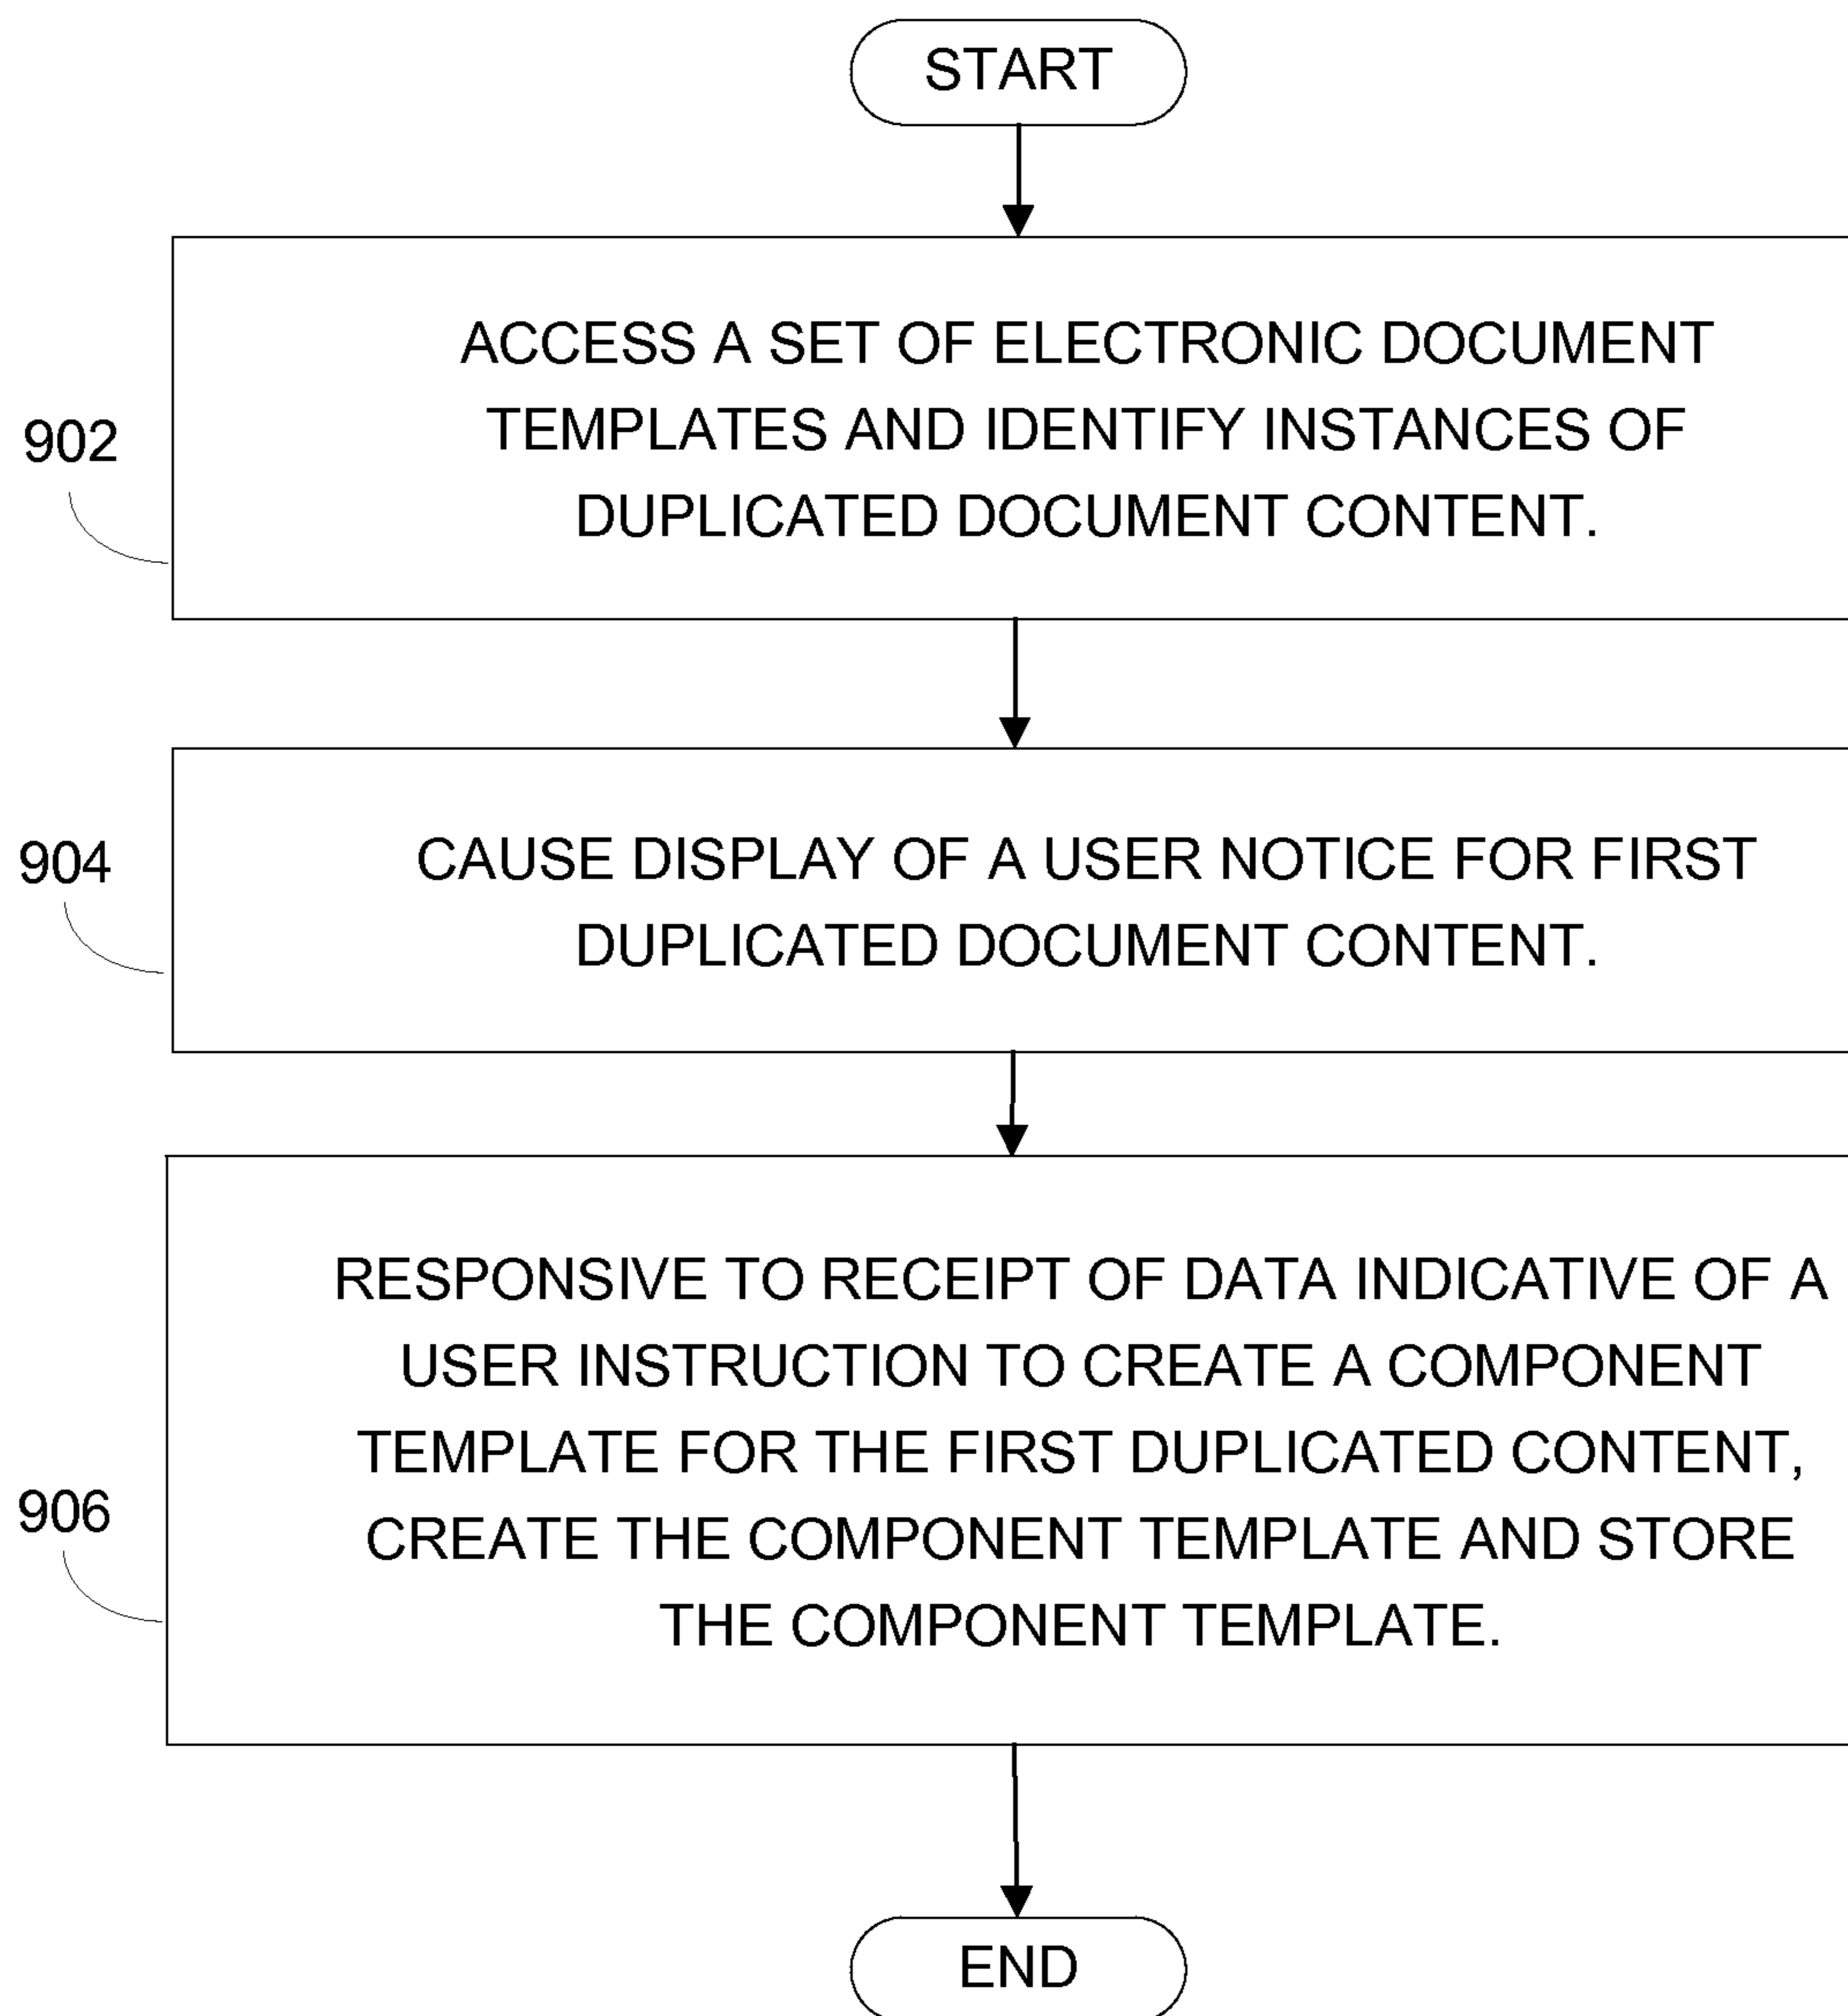 START
ACCESS A SET OF ELECTRONIC DOCUMENT
TEMPLATES AND IDENTIFY INSTANCES OF
DUPLICATED DOCUMENT CONTENT.
902
CAUSE DISPLAY OF A USER NOTICE FOR FIRST
DUPLICATED DOCUMENT CONTENT.
904
RESPONSIVE TO RECEIPT OF DATA INDICATIVE OF A
USER INSTRUCTION TO CREATE A COMPONENT
TEMPLATE FOR THE FIRST DUPLICATED CONTENT,
CREATE THE COMPONENT TEMPLATE AND STORE
THE COMPONENT TEMPLATE.
906
END